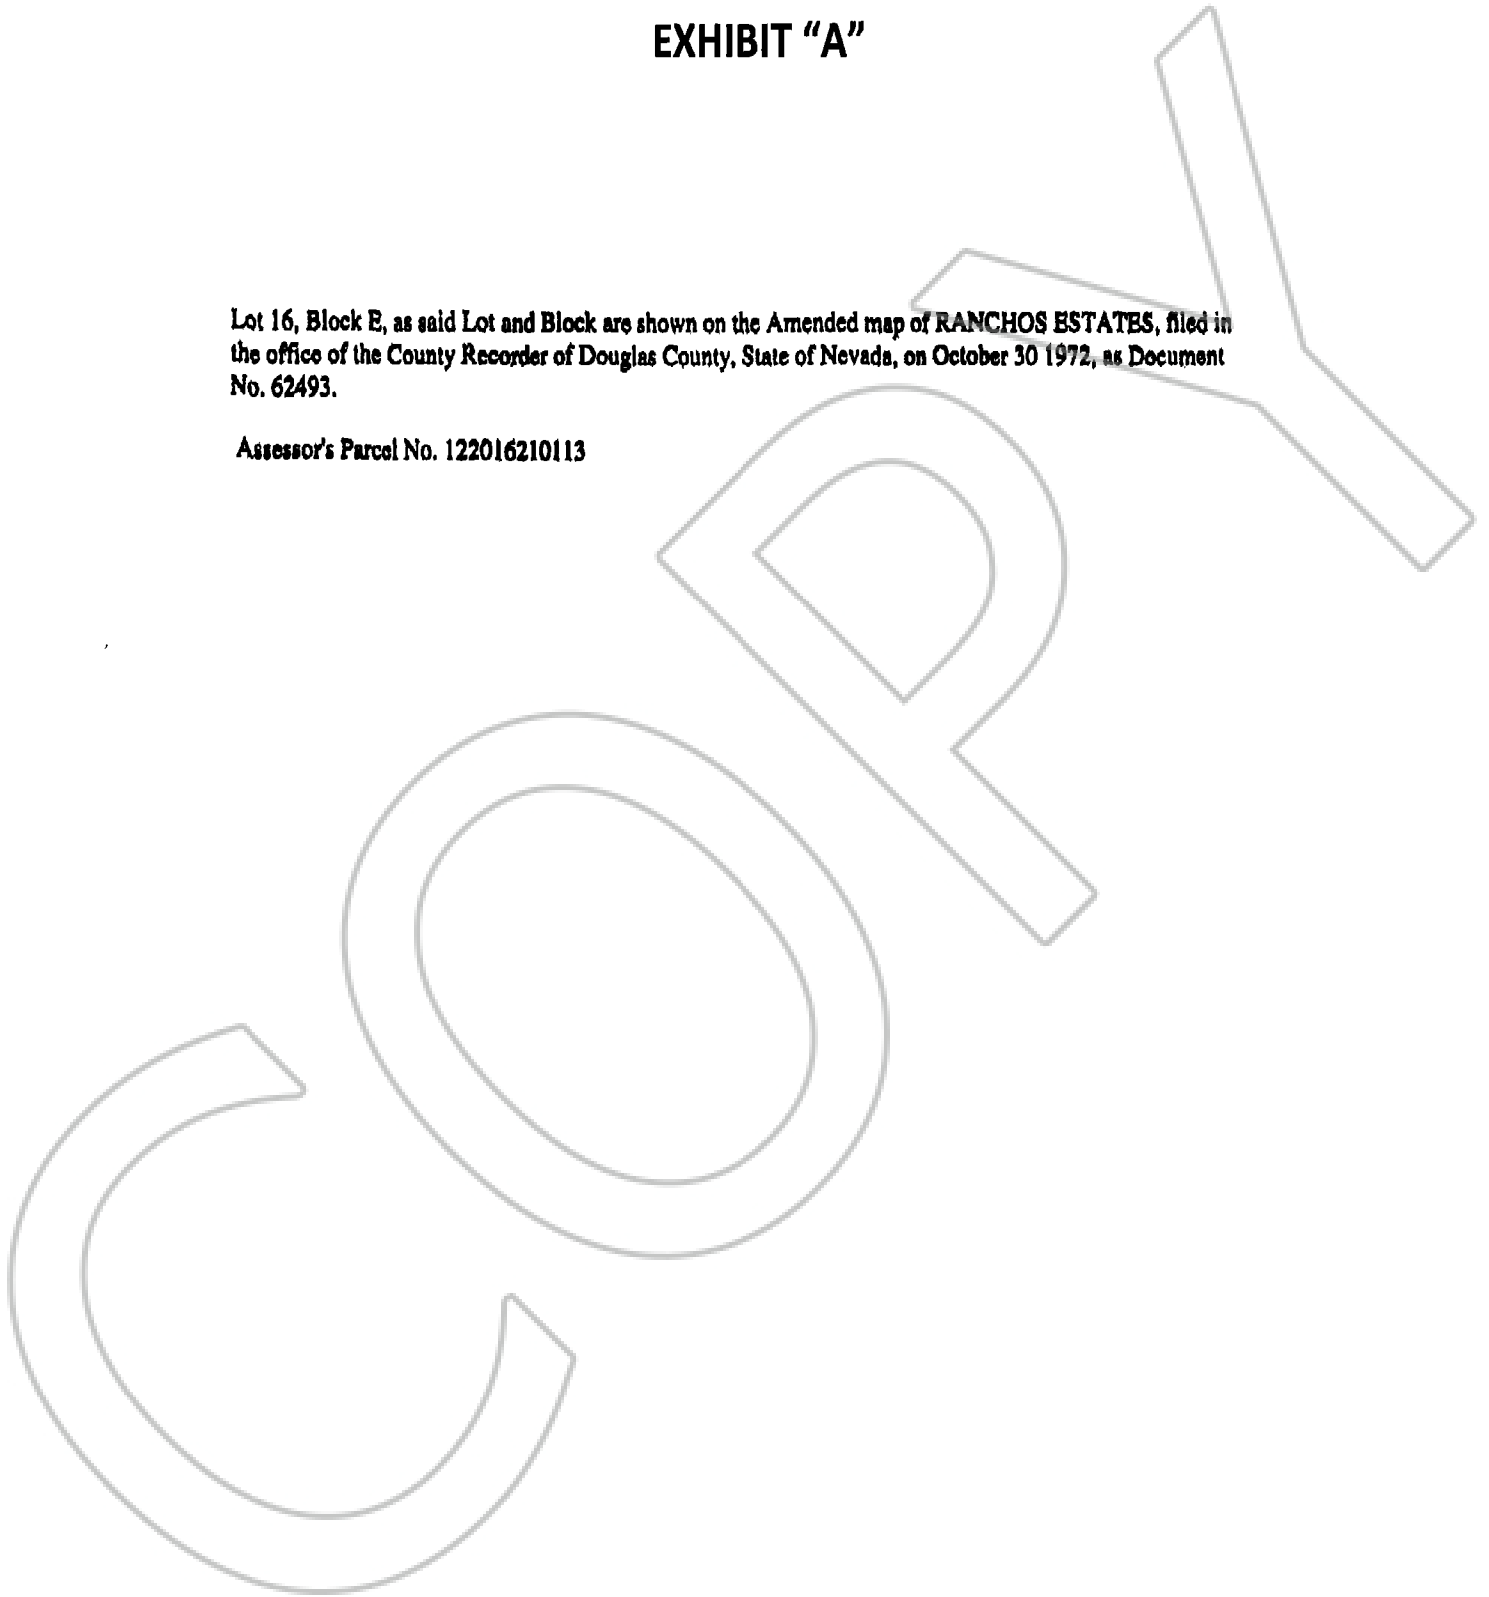 EXHIBIT “A”
Lot 16, Block E, as said Lot and Block are shown on the Amended map of RANCHOS ESTATES, filed in
the office of the County Recorder of Douglas County, State of Nevada, on October 30 1972, as Document
No. 62493.
Assessor's Parcel No. 122016210113
COPY